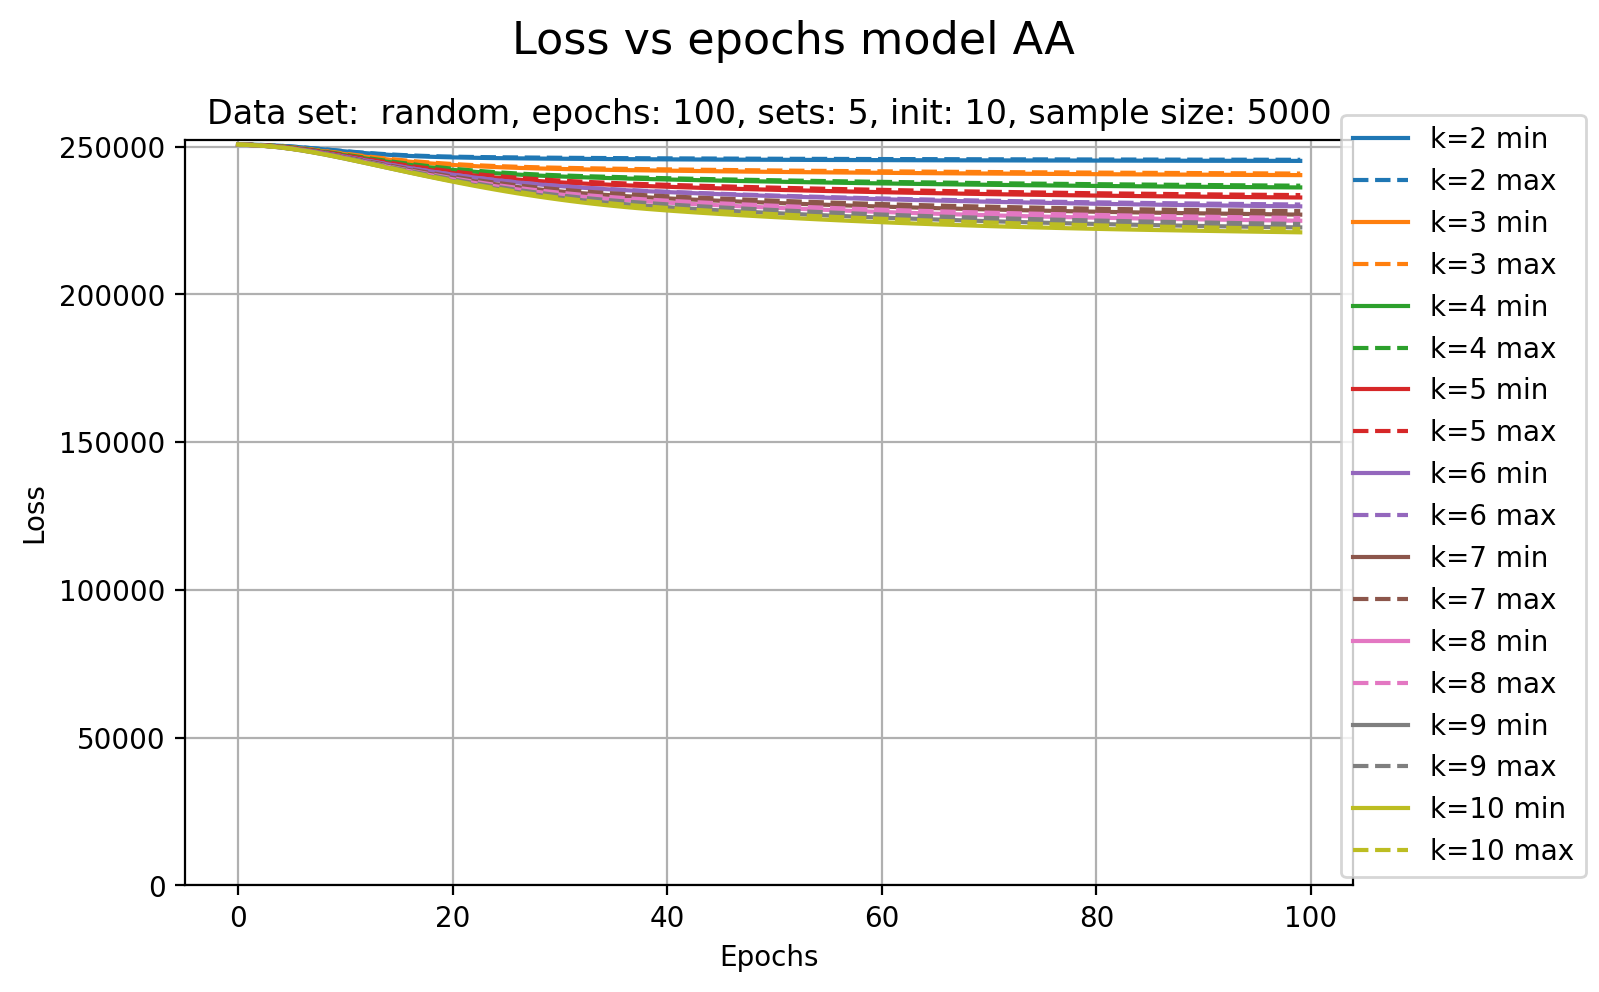 Loss vs epochs model AA
Data set:  random, epochs: 100, sets: 5, init: 10, sample size: 5000
250000
200000
150000
100000
50000
0
Loss
0 20 40 60 80 100
Epochs
k=2 min
k=2 max
k=3 min
k=3 max
k=4 min
k=4 max
k=5 min
k=5 max
k=6 min
k=6 max
k=7 min
k=7 max
k=8 min
k=8 max
k=9 min
k=9 max
k=10 min
k=10 max